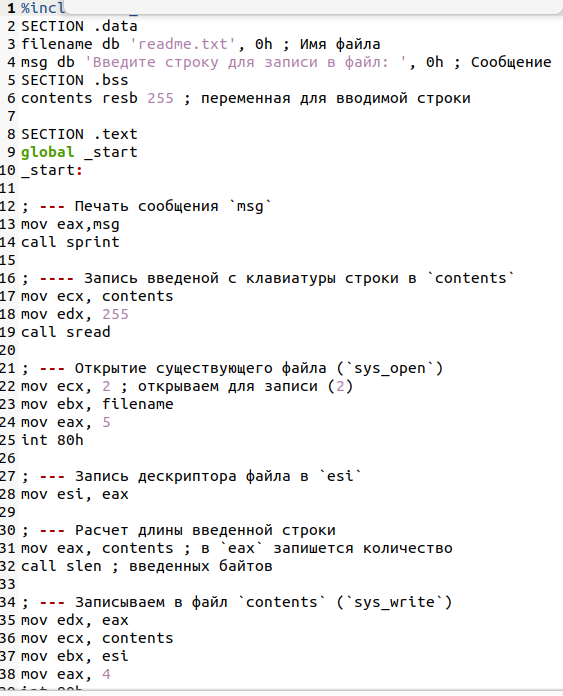 1 %incl
2 SECTION .data
3 filename db 'readme.txt', 0h ; Имя файла
4 msg db 'Введите строку для записи в файл: ', 0h ; Сообщение
5 SECTION .bss
6 contents resb 255 ; переменная для вводимой строки
7
8 SECTION .text
9 global _start
10 _start:
11
12 ; --- Печать сообщения `msg`
13 mov eax,msg
14 call sprint
15
16 ; ---- Запись введеной с клавиатуры строки в `contents`
17 mov ecx, contents
18 mov edx, 255
19 call sread
20
21 ; --- Открытие существующего файла (`sys_open`)
22 mov ecx, 2 ; открываем для записи (2)
23 mov ebx, filename
24 mov eax, 5
25 int 80h
26
27 ; --- Запись дескриптора файла в `esi`
28 mov esi, eax
29
30 ; --- Расчет длины введенной строки
31 mov eax, contents ; в `eax` запишется количество
32 call slen ; введенных байтов
33
34 ; --- Записываем в файл `contents` (`sys_write`)
35 mov edx, eax
36 mov ecx, contents
37 mov ebx, esi
38 mov eax, 4
39 int 80h